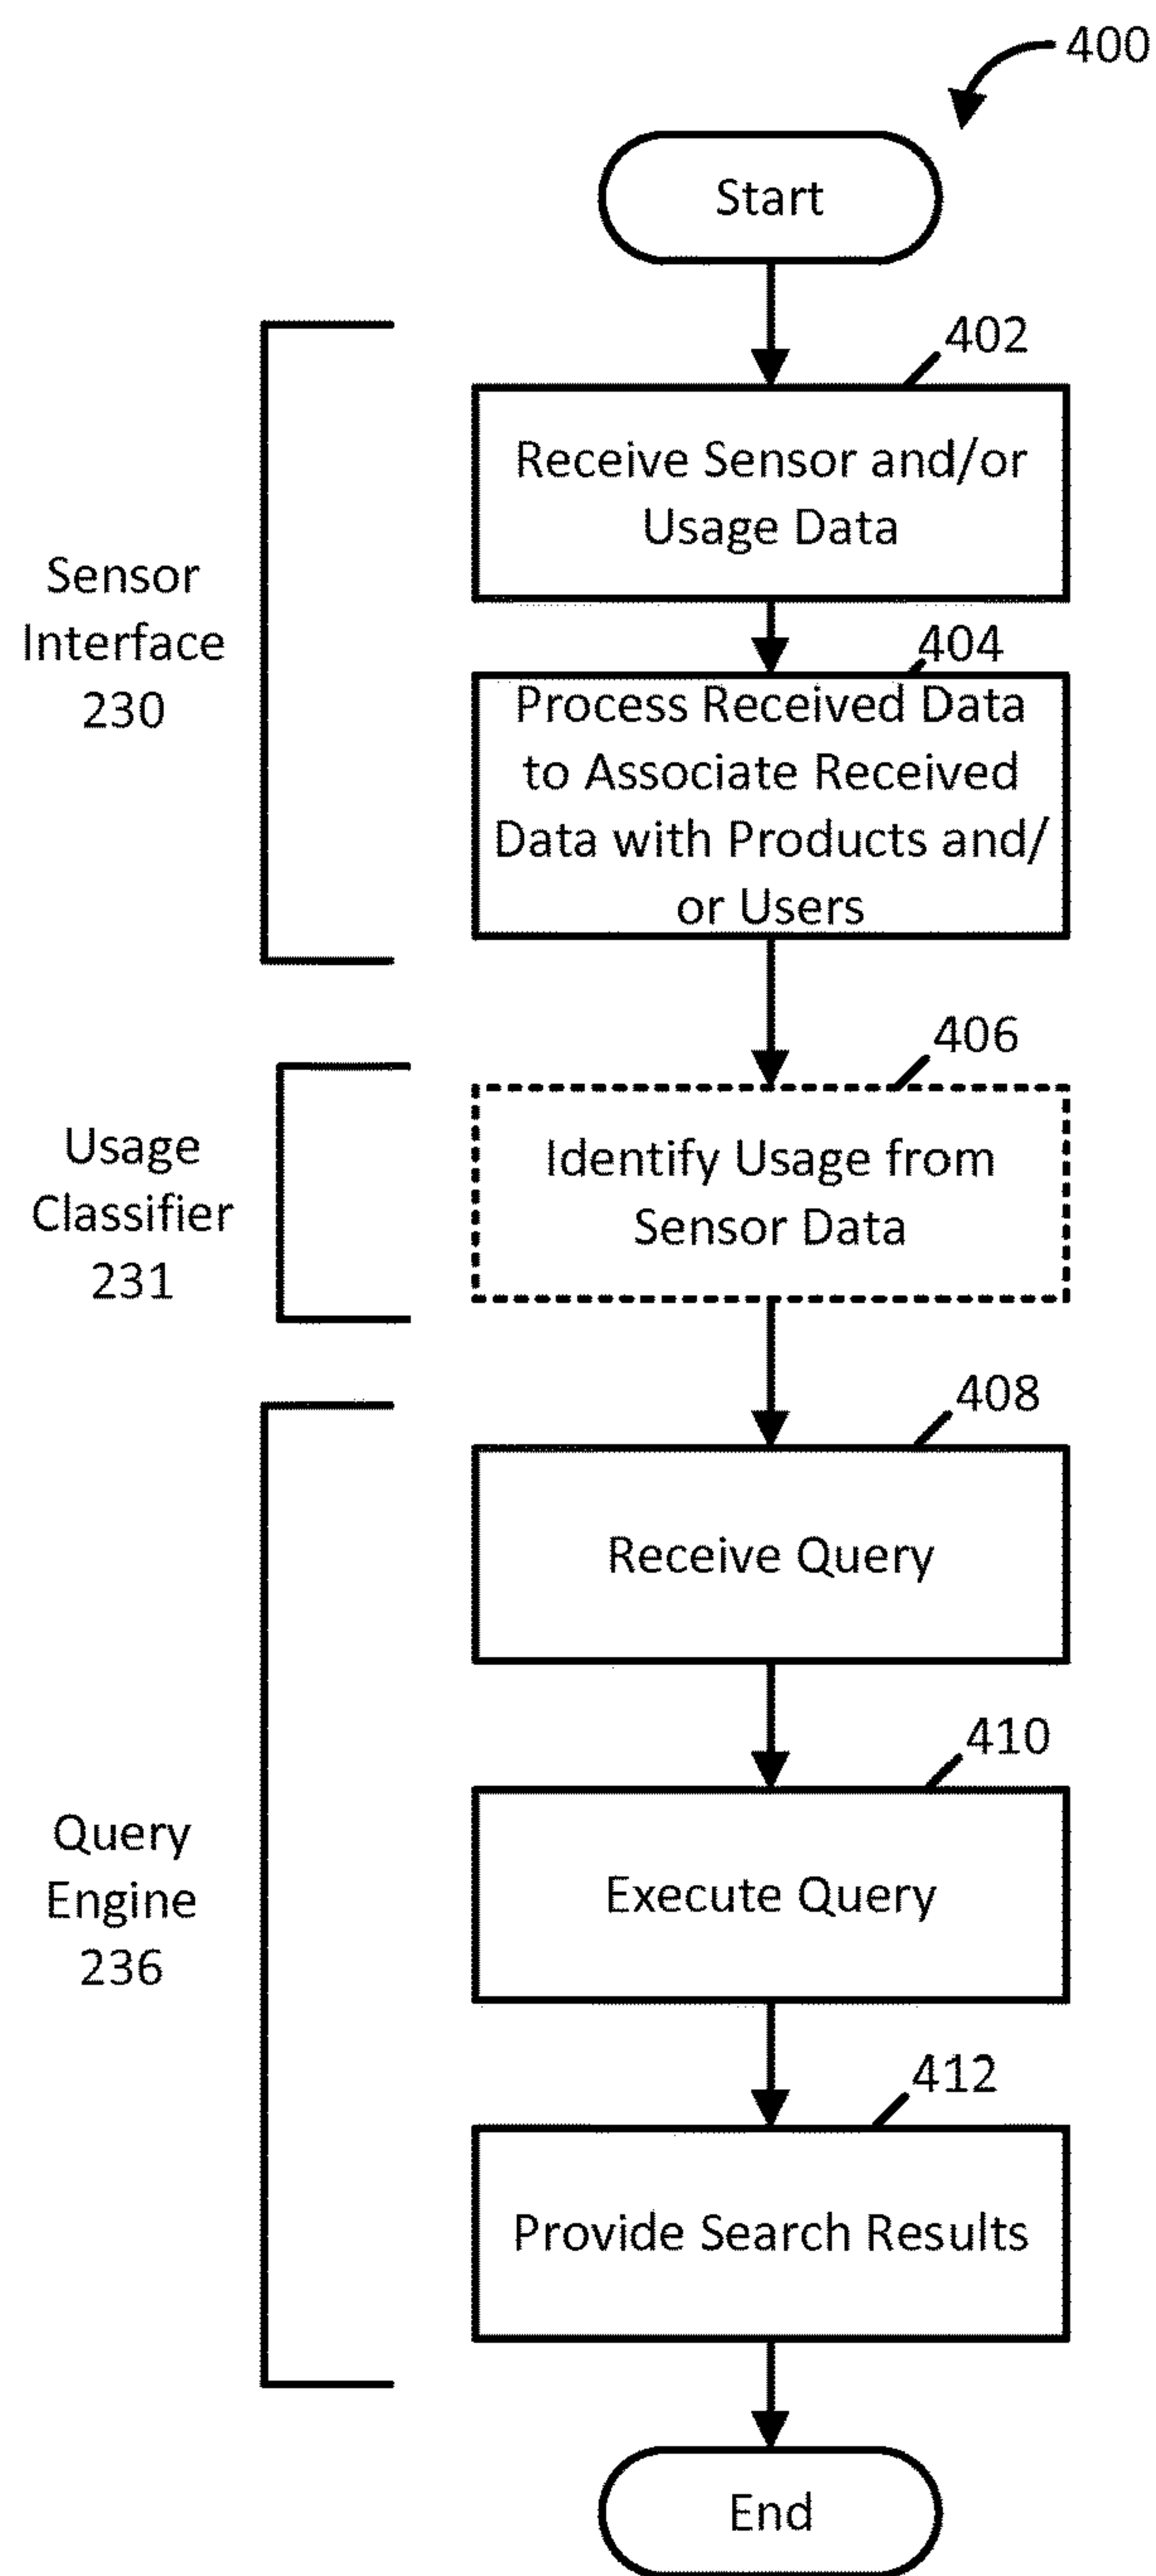 400
Start
402
Receive Sensor and/or
Usage Data
Sensor
Interface
230
404
Process Received Data
to Associate Received
Data with Products and/
or Users
406
Identify Usage from
Sensor Data
Usage
Classifier
231
408
Receive Query
410
Execute Query
Query
Engine
236
412
Provide Search Results
End